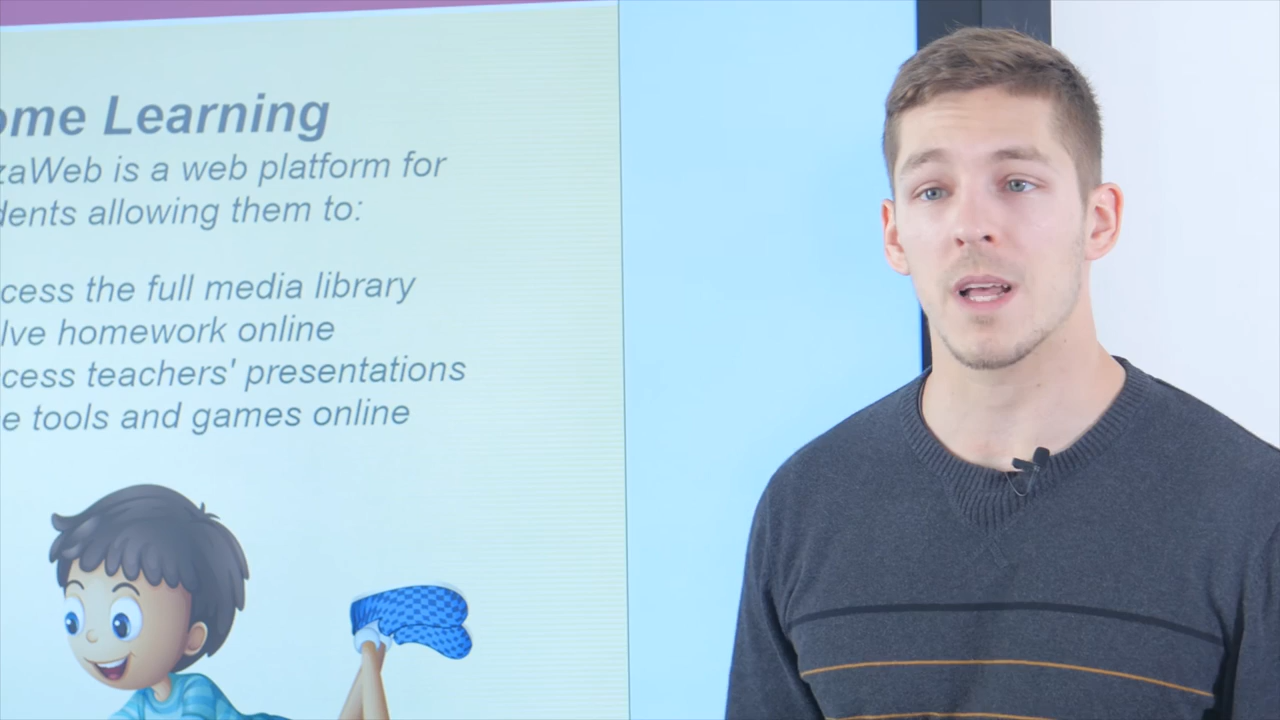 ome Learning
zaWeb is a web platform for
dents allowing them to:
cess the full media library
lve homework online
cess teachers' presentations
e tools and games online